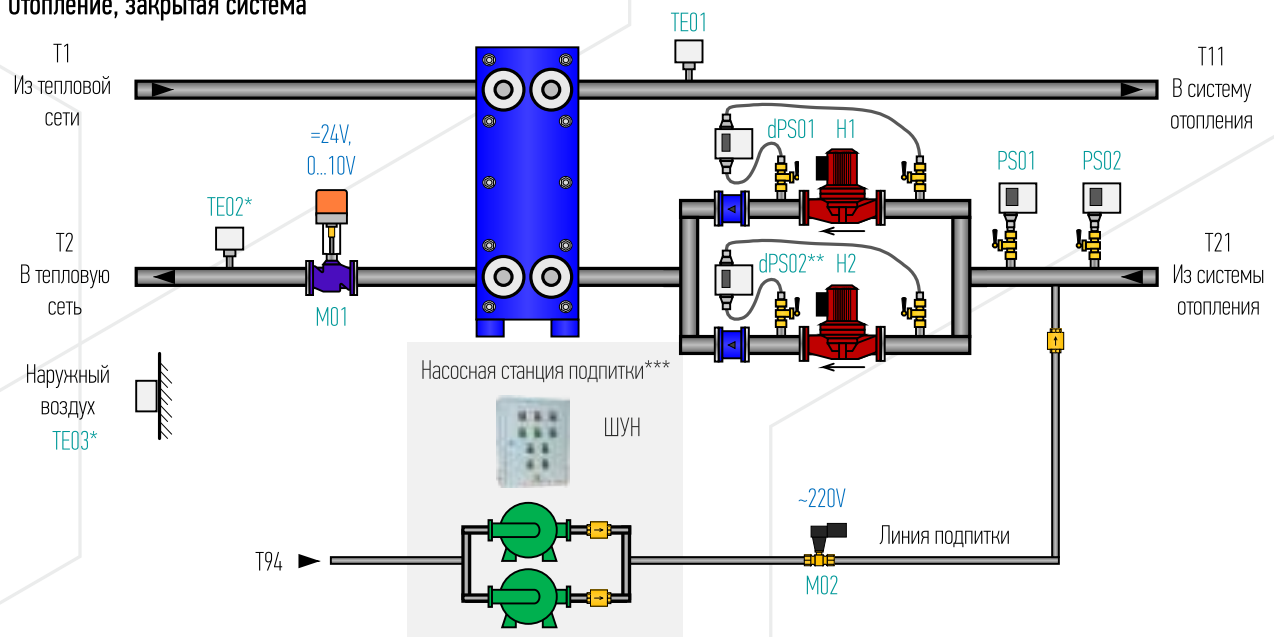 Отопление, закрытая система
TE01
T1
Из тепловой
сети
T11
В систему
отопления
=24V,
0...10V
dPS01
H1
PS01
PS02
TE02*
T2
В тепловую
сеть
M01
dPS02**
H2
T21
Из системы
отопления
Наружный
воздух
TE03*
Насосная станция подпитки***
ШУН
~220V
Линия подпитки
T94
M02